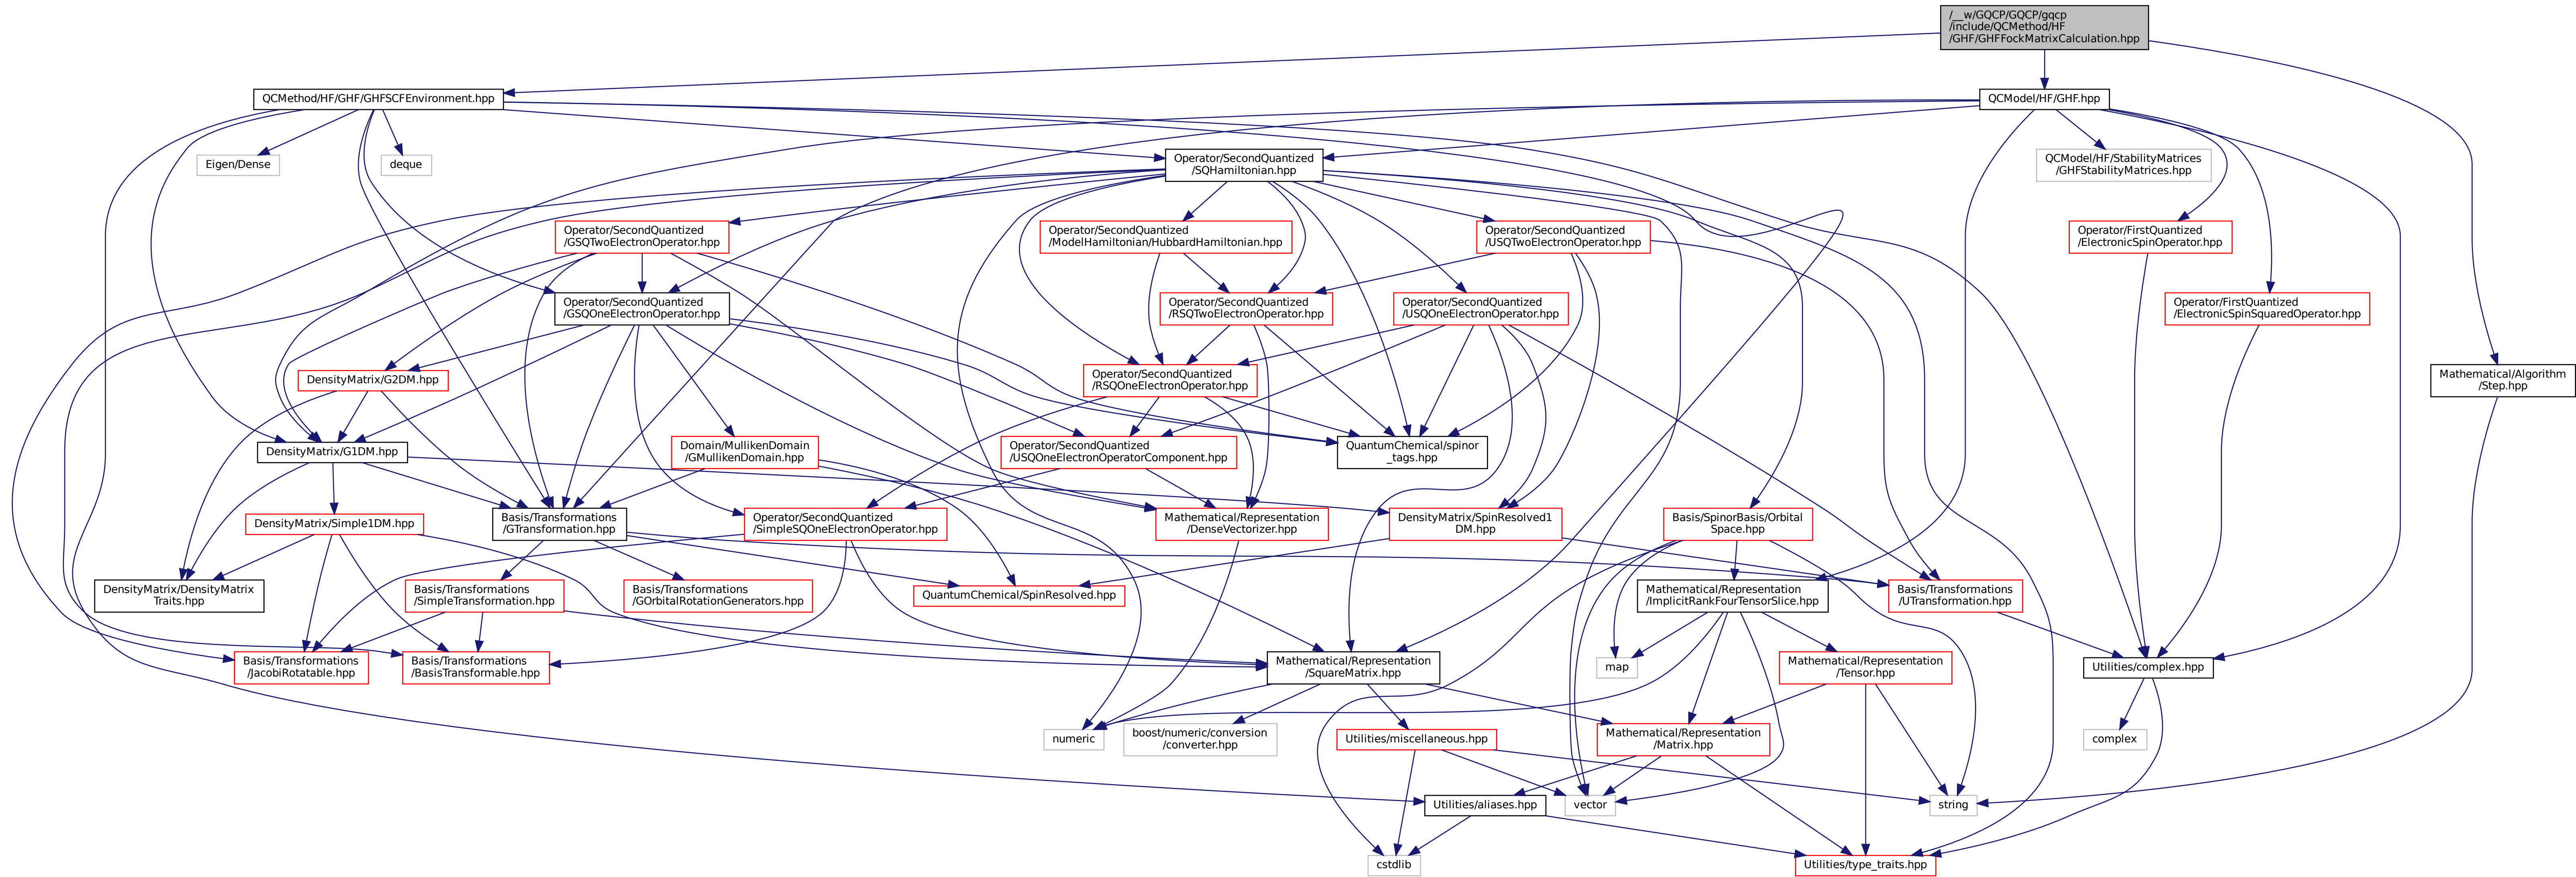 /__w/GQCP/GQCP/gqcp
/include/QCMethod/HF
/GHF/GHFFockMatrixCalculation.hpp
QCMethod/HF/GHF/GHFSCFEnvironment.hpp
QCModel/HF/GHF.hpp
Eigen/Dense
deque
Operator/SecondQuantized
/SQHamiltonian.hpp
QCModel/HF/StabilityMatrices
/GHFStabilityMatrices.hpp
Operator/SecondQuantized
/GSQTwoElectronOperator.hpp
Operator/SecondQuantized
/ModelHamiltonian/HubbardHamiltonian.hpp
Operator/SecondQuantized
/USQTwoElectronOperator.hpp
Operator/FirstQuantized
/ElectronicSpinOperator.hpp
Operator/SecondQuantized
/GSQOneElectronOperator.hpp
Operator/SecondQuantized
/RSQTwoElectronOperator.hpp
Operator/SecondQuantized
/USQOneElectronOperator.hpp
Operator/FirstQuantized
/ElectronicSpinSquaredOperator.hpp
DensityMatrix/G2DM.hpp
Operator/SecondQuantized
/RSQOneElectronOperator.hpp
Mathematical/Algorithm
/Step.hpp
DensityMatrix/G1DM.hpp
Domain/MullikenDomain
/GMullikenDomain.hpp
Operator/SecondQuantized
/USQOneElectronOperatorComponent.hpp
QuantumChemical/spinor
_tags.hpp
DensityMatrix/Simple1DM.hpp
Basis/Transformations
/GTransformation.hpp
Operator/SecondQuantized
/SimpleSQOneElectronOperator.hpp
Mathematical/Representation
/DenseVectorizer.hpp
DensityMatrix/SpinResolved1
DM.hpp
Basis/SpinorBasis/Orbital
Space.hpp
DensityMatrix/DensityMatrix
Traits.hpp
Basis/Transformations
/SimpleTransformation.hpp
Basis/Transformations
/GOrbitalRotationGenerators.hpp
QuantumChemical/SpinResolved.hpp
Mathematical/Representation
/ImplicitRankFourTensorSlice.hpp
Basis/Transformations
/UTransformation.hpp
Basis/Transformations
/JacobiRotatable.hpp
Basis/Transformations
/BasisTransformable.hpp
Mathematical/Representation
/SquareMatrix.hpp
map
Mathematical/Representation
/Tensor.hpp
Utilities/complex.hpp
numeric
boost/numeric/conversion
/converter.hpp
Utilities/miscellaneous.hpp
Mathematical/Representation
/Matrix.hpp
complex
Utilities/aliases.hpp
vector
string
cstdlib
Utilities/type_traits.hpp